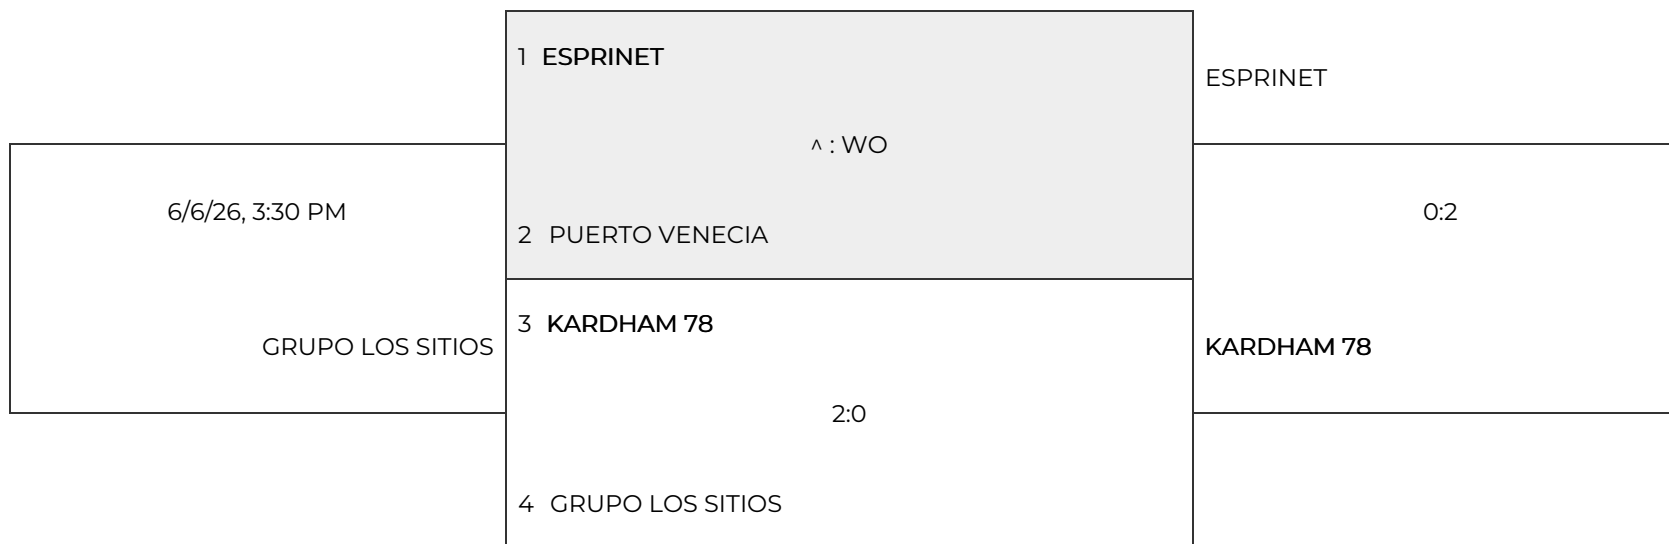 1 ESPRINET
ESPRINET
^ : WO
6/6/26, 3:30 PM
0:2
2 PUERTO VENECIA
3 KARDHAM 78
GRUPO LOS SITIOS
KARDHAM 78
2:0
4 GRUPO LOS SITIOS